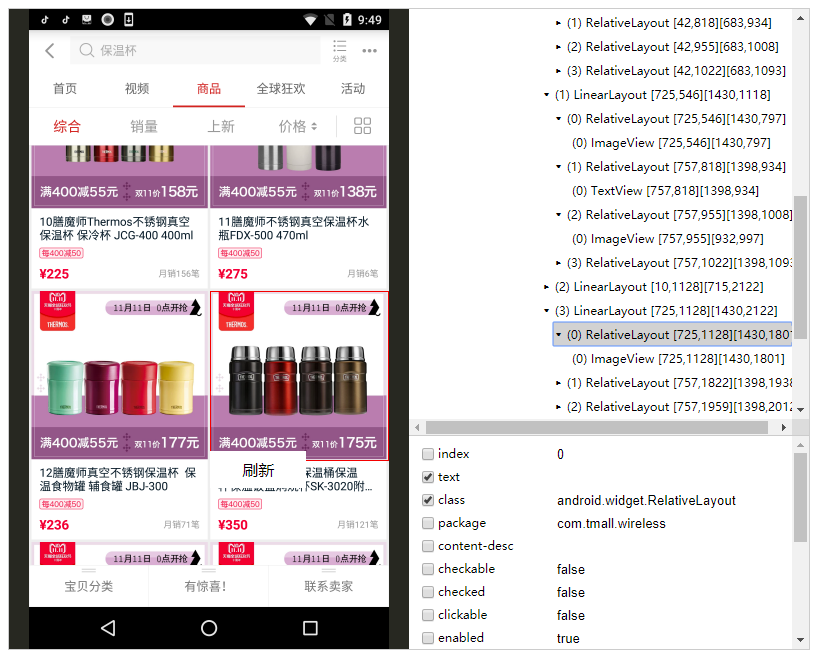 9:49
保温杯
分类
首页 视频 商品 全球狂欢 活动
综合 销量 上新 价格
满400减55元 双11价158元
满400减55元 双11价138元
10膳魔师Thermos不锈钢真空
保温杯 保冷杯 JCG-400 400ml
每400减50
¥225 月销156笔
11膳魔师不锈钢真空保温杯水
瓶FDX-500 470ml
每400减50
¥275 月销6笔
11月11日 0点开抢
THERMOS.
满400减55元 双11价177元
11月11日 0点开抢
THERMOS.
满400减55元 双11价175元
刷新
12膳魔师真空不锈钢保温杯 保
温食物罐 辅食罐 JBJ-300
每400减50
¥236 月销71笔
温桶保温
SK-3020附...
每400减50
¥350 月销121笔
11月11日 0点开抢
11月11日 0点开抢
宝贝分类 有惊喜! 联系卖家
(1) RelativeLayout [42,818][683,934]
(2) RelativeLayout [42,955][683,1008]
(3) RelativeLayout [42,1022][683,1093]
(1) LinearLayout [725,546][1430,1118]
(0) RelativeLayout [725,546][1430,797]
(0) ImageView [725,546][1430,797]
(1) RelativeLayout [757,818][1398,934]
(0) TextView [757,818][1398,934]
(2) RelativeLayout [757,955][1398,1008]
(0) ImageView [757,955][932,997]
(3) RelativeLayout [757,1022][1398,1093
(2) LinearLayout [10,1128][715,2122]
(3) LinearLayout [725,1128][1430,2122]
(0) RelativeLayout [725,1128][1430,1801
(0) ImageView [725,1128][1430,1801]
(1) RelativeLayout [757,1822][1398,1938
(2) RelativeLayout [757,1959][1398,2012
index 0
text
class android.widget.RelativeLayout
package com.tmall.wireless
content-desc
checkable false
checked false
clickable false
enabled true